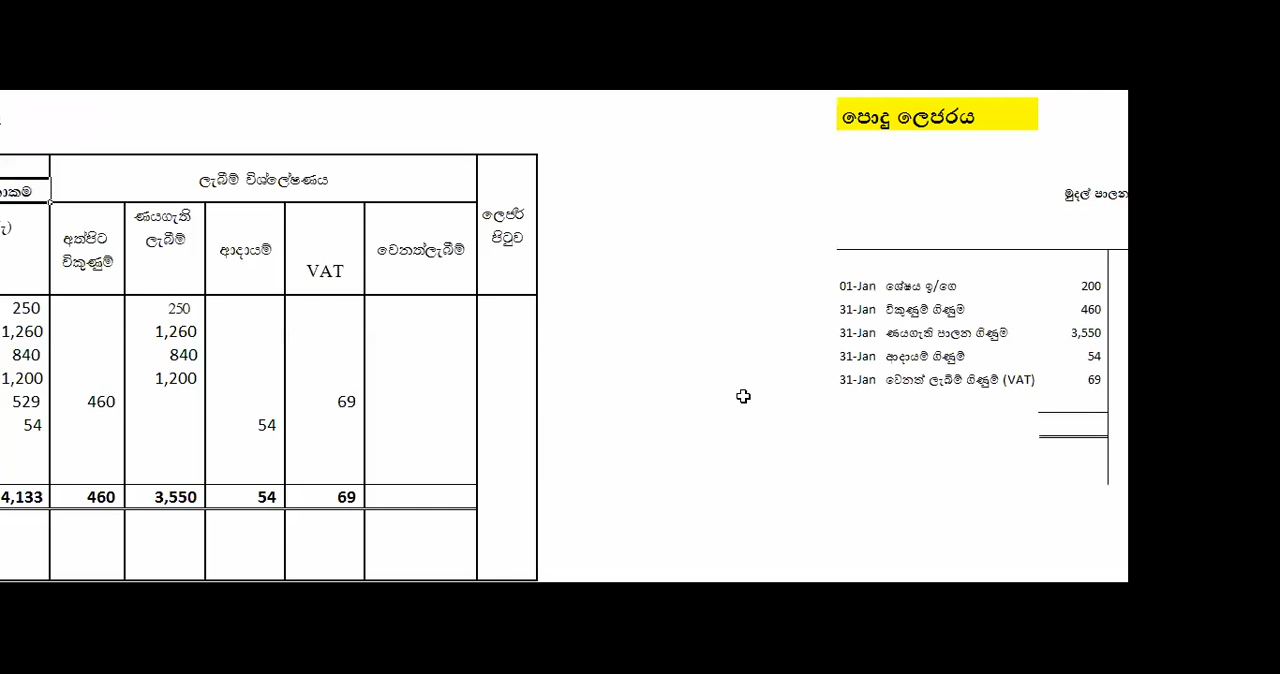 පොදු ලෙජරය
ලැබීම් විශ්ලේෂණය
අත්පිට විකුණුම්
ණයගැති ලැබීම්
ආදායම්
VAT
වෙනත්ලැබීම්
ලෙජර් පිටුව
250 250
1,260 1,260
840 840
1,200 1,200
529 460 69
54 54
4,133 460 3,550 54 69
මුදල් පාලන
01-Jan ශේෂය ඉ/ගෙ 200
31-Jan විකුණුම් ගිණුම 460
31-Jan ණයගැති පාලන ගිණුම 3,550
31-Jan ආදායම් ගිණුම් 54
31-Jan වෙනත් ලැබීම් ගිණුම් (VAT) 69